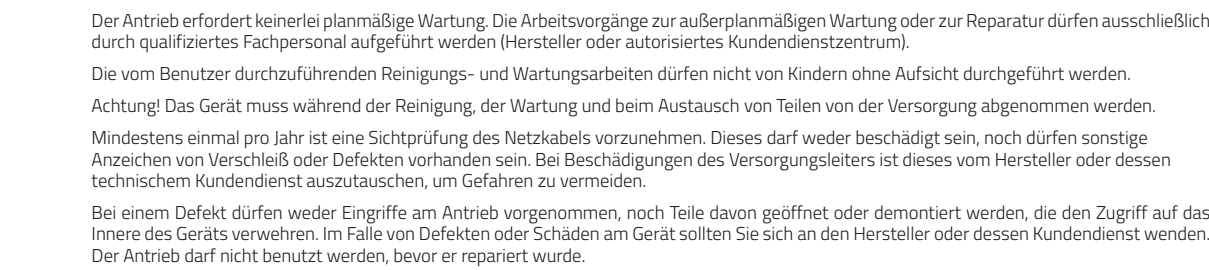 Der Antrieb erfordert keinerlei planmäßige Wartung. Die Arbeitsvorgänge zur außerplanmäßigen Wartung oder zur Reparatur dürfen ausschließlich
durch qualifiziertes Fachpersonal aufgeführt werden (Hersteller oder autorisiertes Kundendienstzentrum).
Die vom Benutzer durchzuführenden Reinigungs- und Wartungsarbeiten dürfen nicht von Kindern ohne Aufsicht durchgeführt werden.
Achtung! Das Gerät muss während der Reinigung, der Wartung und beim Austausch von Teilen von der Versorgung abgenommen werden.
Mindestens einmal pro Jahr ist eine Sichtprüfung des Netzkabels vorzunehmen. Dieses darf weder beschädigt sein, noch dürfen sonstige
Anzeichen von Verschleiß oder Defekten vorhanden sein. Bei Beschädigungen des Versorgungsleiters ist dieses vom Hersteller oder dessen
technischem Kundendienst auszutauschen, um Gefahren zu vermeiden.
Bei einem Defekt dürfen weder Eingriffe am Antrieb vorgenommen, noch Teile davon geöffnet oder demontiert werden, die den Zugriff auf das
Innere des Geräts verwehren. Im Falle von Defekten oder Schäden am Gerät sollten Sie sich an den Hersteller oder dessen Kundendienst wenden.
Der Antrieb darf nicht benutzt werden, bevor er repariert wurde.